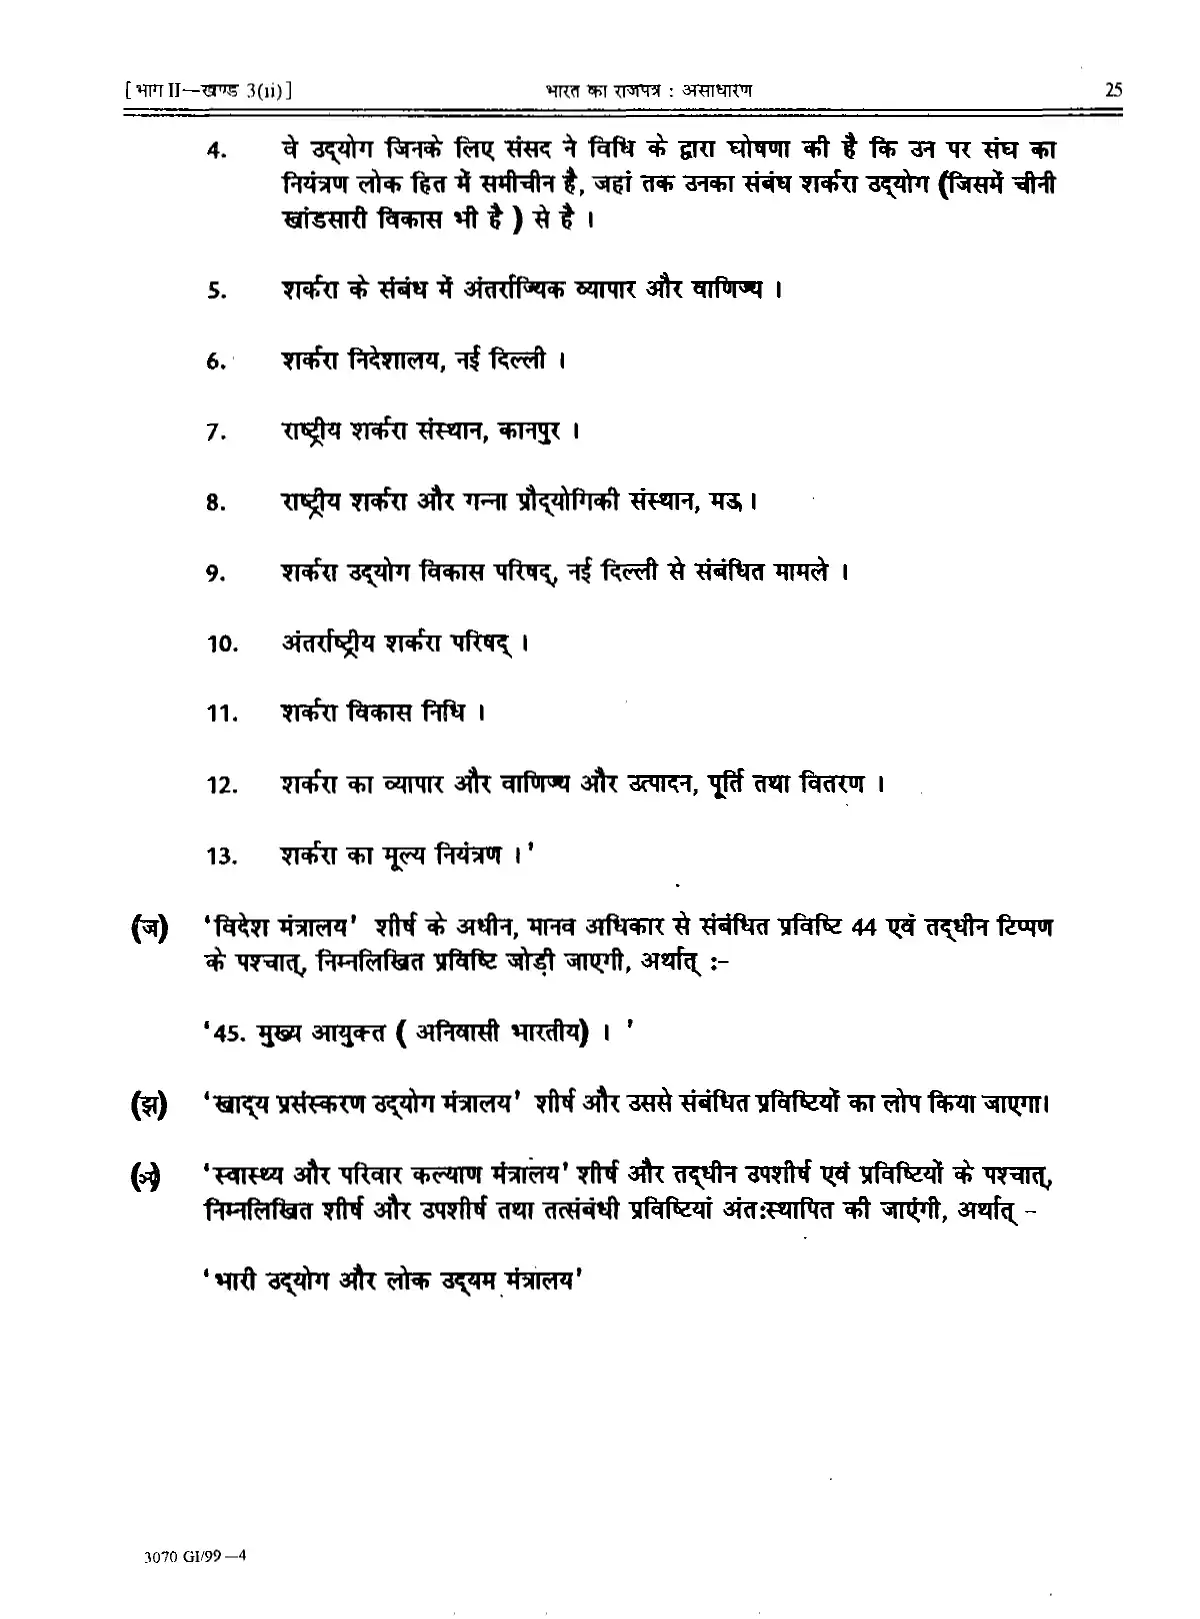 [ भाग II—खण्ड 3(ii) ] भारत का राजपत्र : असाधारण 25
4. वे उद्योग जिनके लिए संसद ने विधि के द्वारा घोषणा की है कि उन पर संघ का
नियंत्रण लोक हित में समीचीन है, जहां तक उनका संबंध शर्करा उद्योग (जिसमें चीनी
खांडसारी विकास भी है ) से है ।
5. शर्करा के संबंध में अंतर्राज्यिक व्यापार और वाणिज्य ।
6. शर्करा निदेशालय, नई दिल्ली ।
7. राष्ट्रीय शर्करा संस्थान, कानपुर ।
8. राष्ट्रीय शर्करा और गन्ना प्रौद्योगिकी संस्थान, मऊ ।
9. शर्करा उद्योग विकास परिषद्, नई दिल्ली से संबंधित मामले ।
10. अंतर्राष्ट्रीय शर्करा परिषद् ।
11. शर्करा विकास निधि ।
12. शर्करा का व्यापार और वाणिज्य और उत्पादन, पूर्ति तथा वितरण ।
13. शर्करा का मूल्य नियंत्रण ।’
(ज) ‘विदेश मंत्रालय’ शीर्ष के अधीन, मानव अधिकार से संबंधित प्रविष्टि 44 एवं तद्धीन टिप्पण
के पश्चात्, निम्नलिखित प्रविष्टि जोड़ी जाएगी, अर्थात् :-
‘45. मुख्य आयुक्त ( अनिवासी भारतीय) । ’
(झ) ‘खाद्य प्रसंस्करण उद्योग मंत्रालय’ शीर्ष और उससे संबंधित प्रविष्टियों का लोप किया जाएगा।
(ञ) ‘स्वास्थ्य और परिवार कल्याण मंत्रालय’ शीर्ष और तद्धीन उपशीर्ष एवं प्रविष्टियों के पश्चात्,
निम्नलिखित शीर्ष और उपशीर्ष तथा तत्संबंधी प्रविष्टियां अंत:स्थापित की जाएंगी, अर्थात् -
‘भारी उद्योग और लोक उद्यम मंत्रालय’
3070 GI/99—4